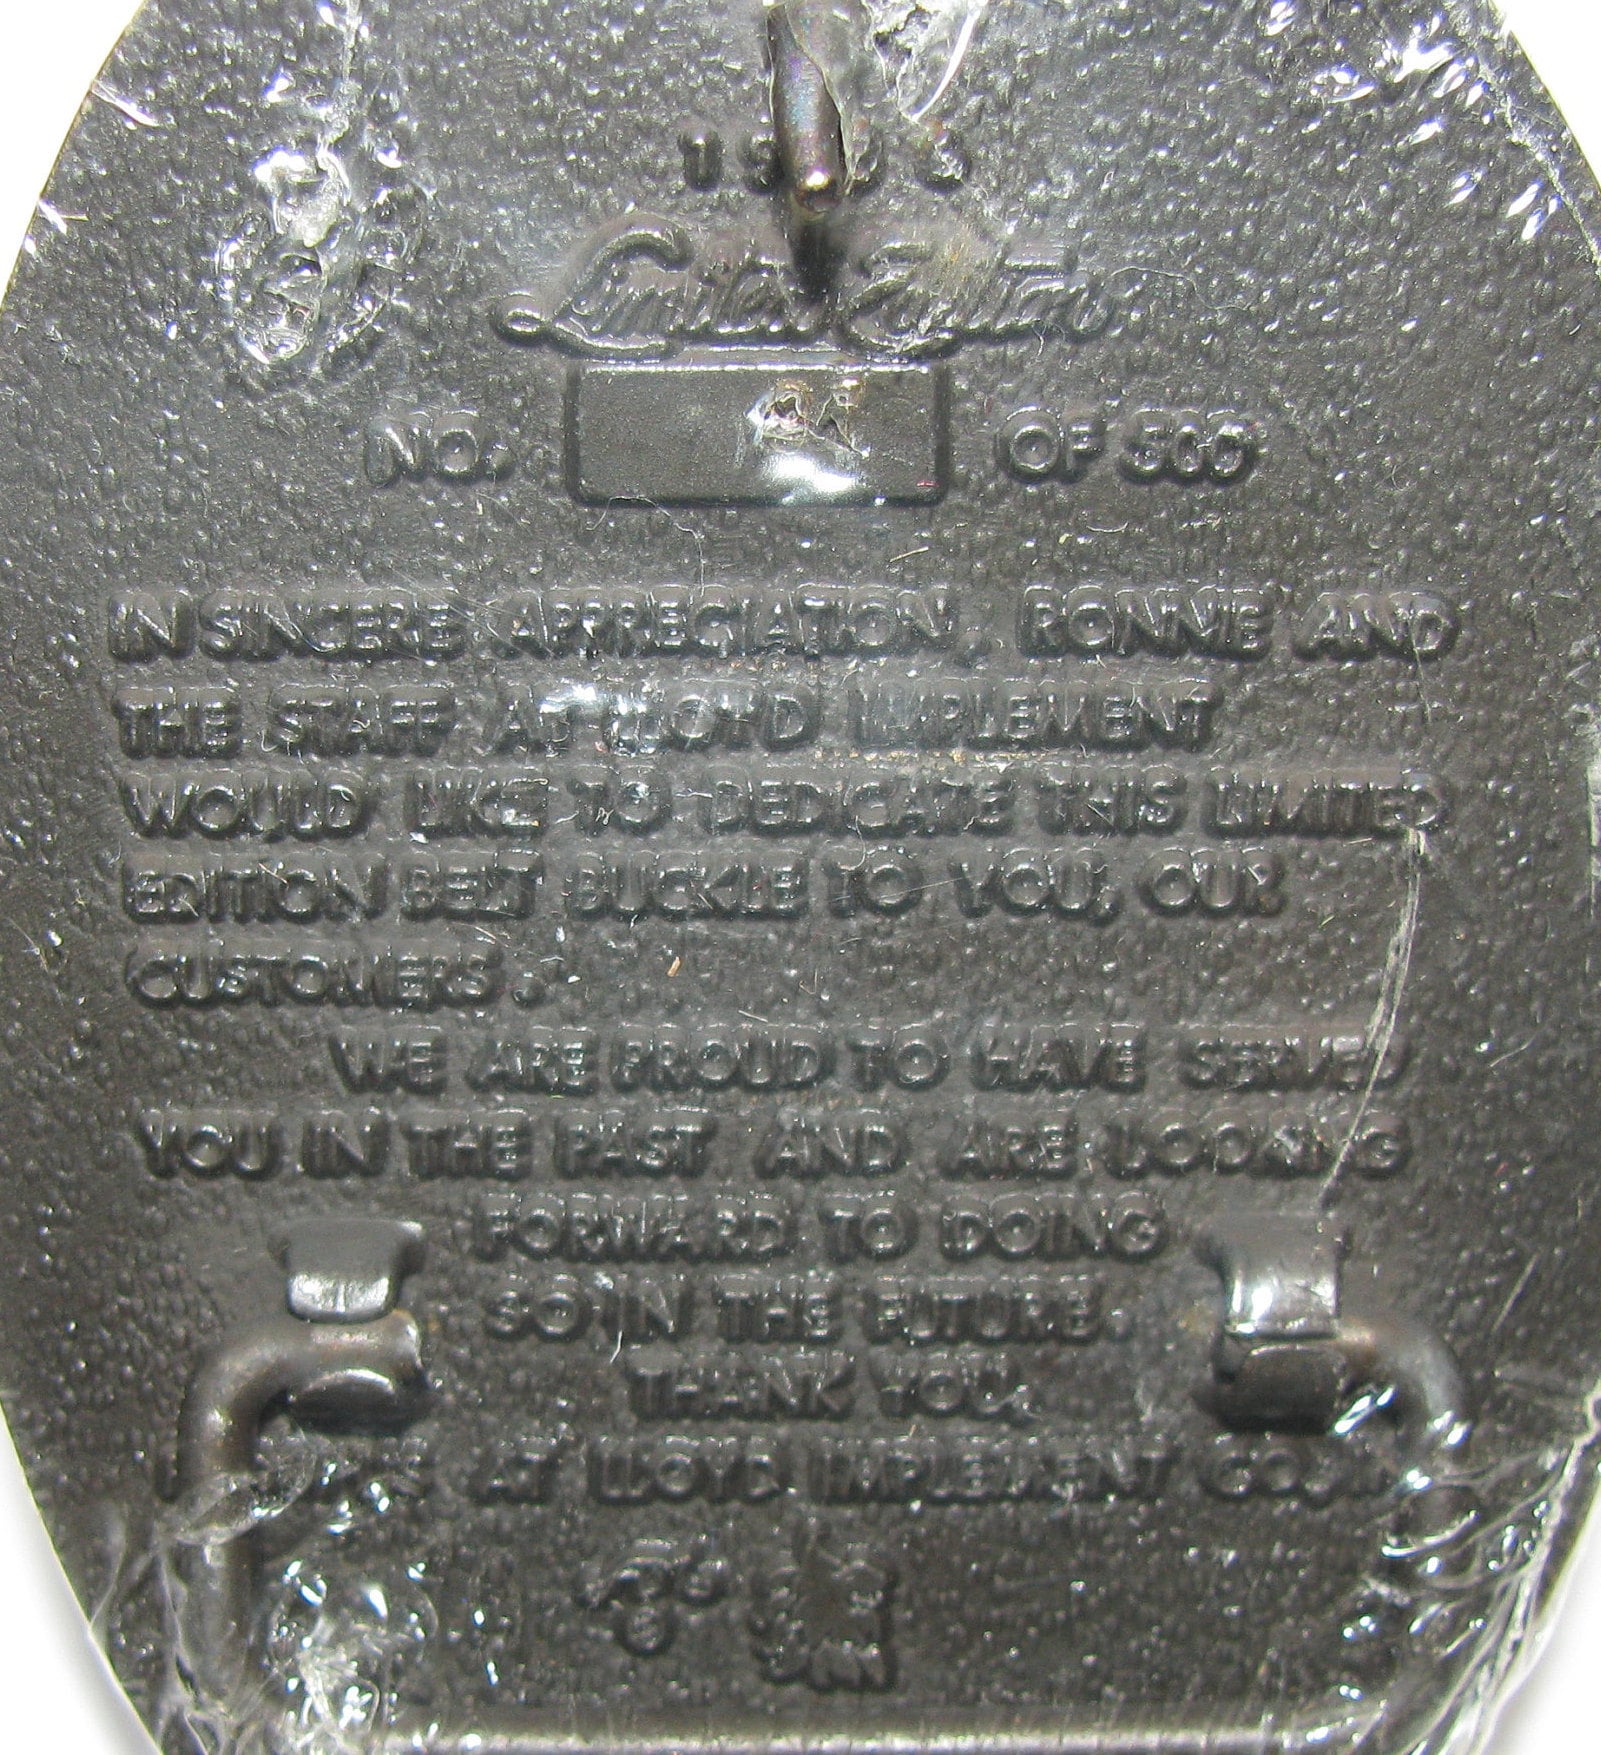 Limited Edition
NO. OF 500
IN SINCERE APPRECIATION, RONNIE AND
THE STAFF AT LLOYD IMPLEMENT
WOULD LIKE TO DEDICATE THIS LIMITED
EDITION BELT BUCKLE TO YOU, OUR
CUSTOMERS.
WE ARE PROUD TO HAVE SERVED
YOU IN THE PAST AND ARE LOOKING
FORWARD TO DOING
SO IN THE FUTURE.
THANK YOU,
AT LLOYD IMPLEMENT CO.,